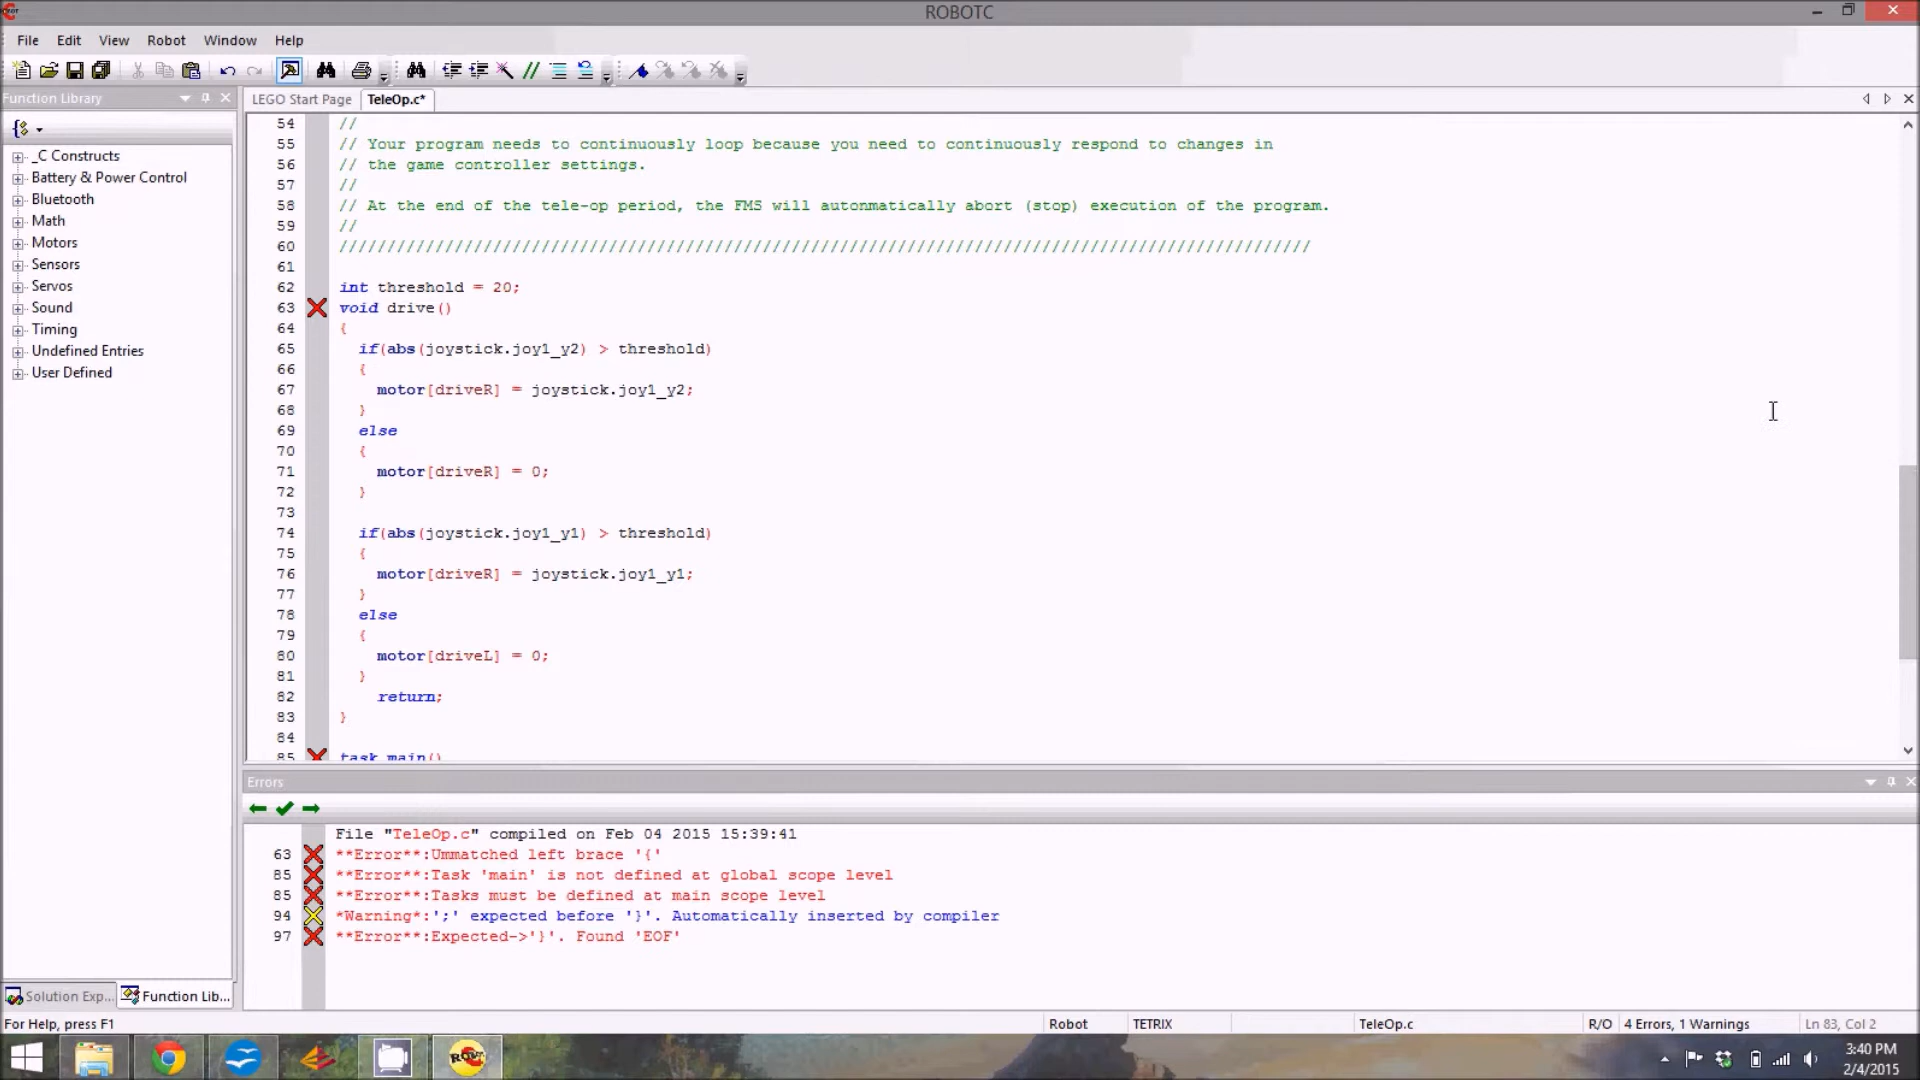 ROBOTC
File Edit View Robot Window Help
Function Library
LEGO Start Page TeleOp.c*
_C Constructs
Battery & Power Control
Bluetooth
Math
Motors
Sensors
Servos
Sound
Timing
Undefined Entries
User Defined
54 //
55 // Your program needs to continuously loop because you need to continuously respond to changes in
56 // the game controller settings.
57 //
58 // At the end of the tele-op period, the FMS will autonmatically abort (stop) execution of the program.
59 //
60 /////////////////////////////////////////////////////////////////////////////////////////////////////
61
62 int threshold = 20;
63 void drive()
64 {
65 if(abs(joystick.joy1_y2) > threshold)
66 {
67 motor[driveR] = joystick.joy1_y2;
68 }
69 else
70 {
71 motor[driveR] = 0;
72 }
73
74 if(abs(joystick.joy1_y1) > threshold)
75 {
76 motor[driveR] = joystick.joy1_y1;
77 }
78 else
79 {
80 motor[driveL] = 0;
81 }
82 return;
83 }
84
85 task main()
Errors
File "TeleOp.c" compiled on Feb 04 2015 15:39:41
63 **Error**:Ummatched left brace '{'
85 **Error**:Task 'main' is not defined at global scope level
85 **Error**:Tasks must be defined at main scope level
94 *Warning*:';' expected before '}'. Automatically inserted by compiler
97 **Error**:Expected->'}'. Found 'EOF'
Solution Exp... Function Lib...
For Help, press F1 Robot TETRIX TeleOp.c R/O 4 Errors, 1 Warnings Ln 83, Col 2
3:40 PM
2/4/2015